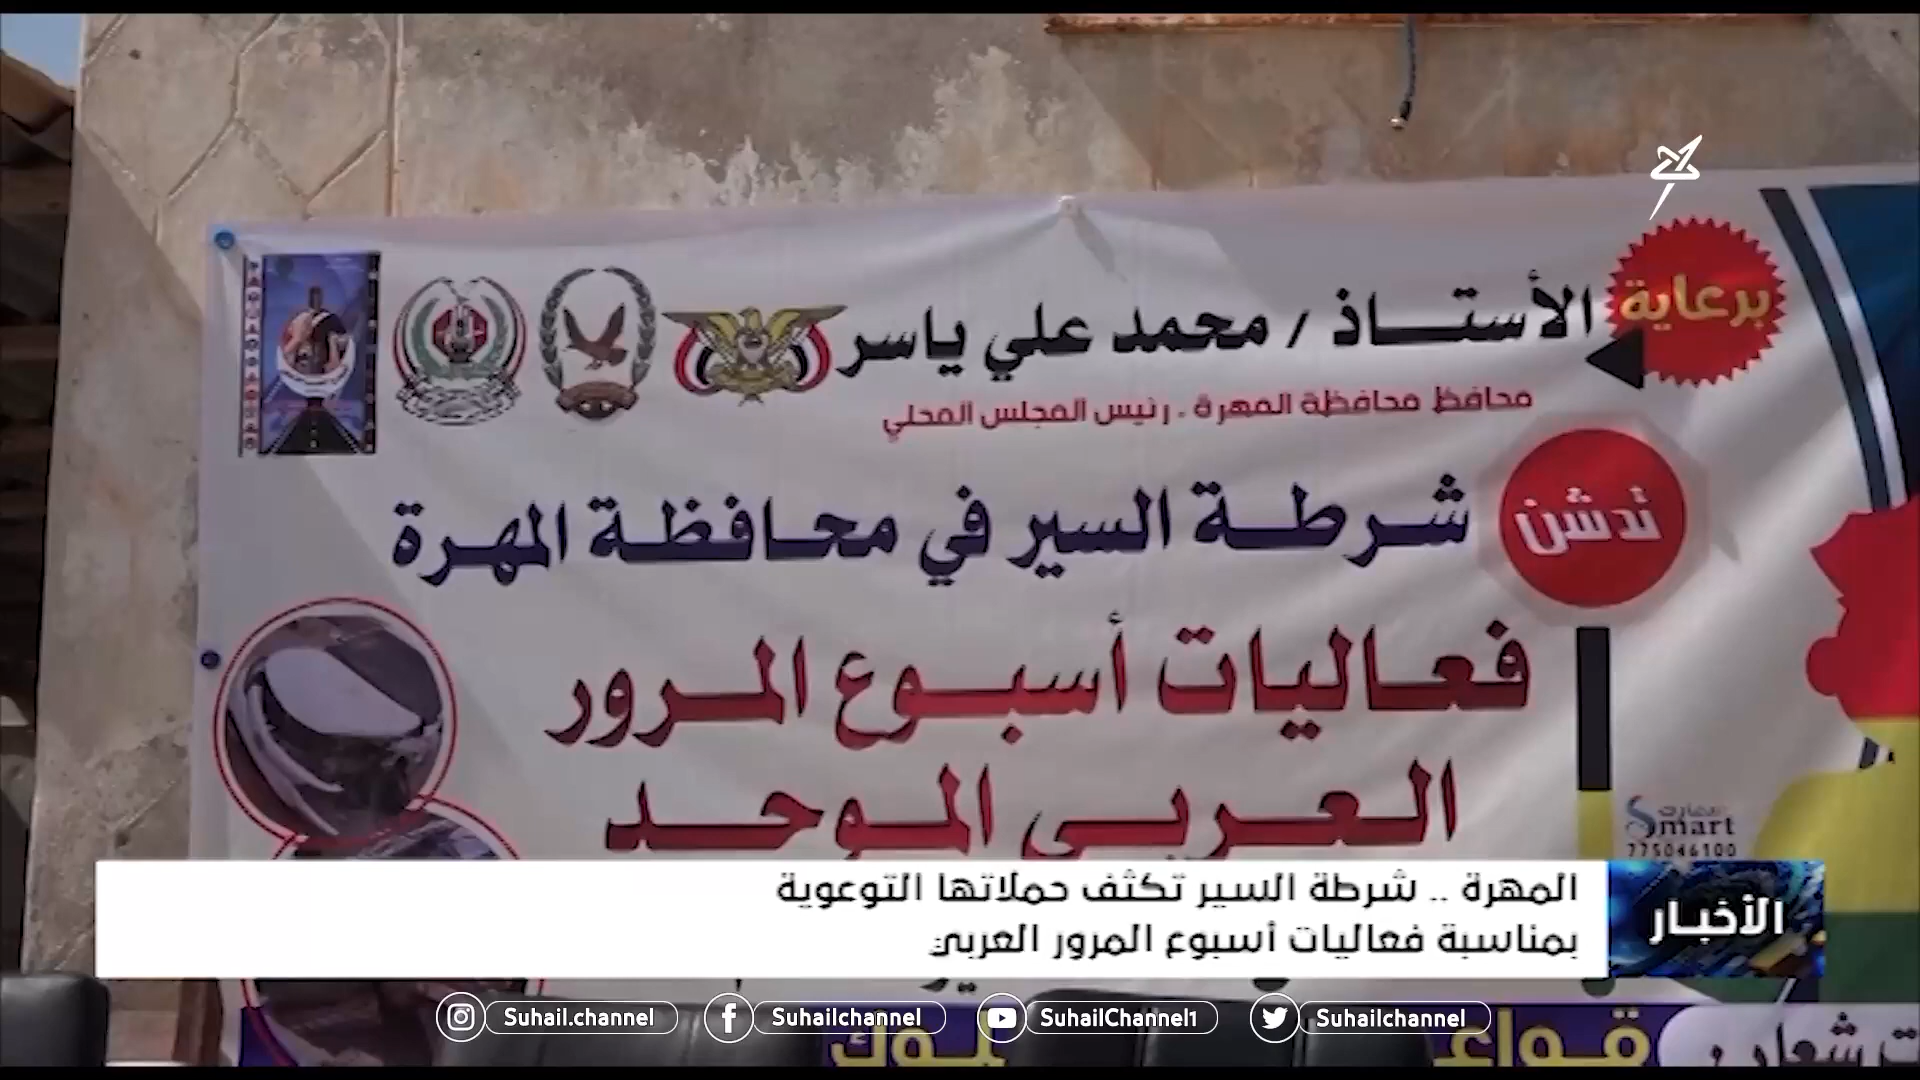 برعاية
الأستاذ / محمد علي ياسر
محافظ محافظة المهرة . رئيس المجلس المحلي
تدشن
شرطة السير في محافظة المهرة
فعاليات أسبوع المرور
العربي الموحد
سمارت
Smart
775046100
الأخبار
المهرة .. شرطة السير تكثف حملاتها التوعوية
بمناسبة فعاليات أسبوع المرور العربي
Suhail.channel
Suhailchannel
SuhailChannel1
Suhailchannel